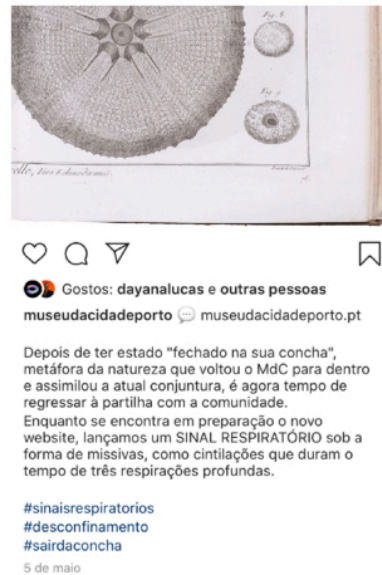 Fig. 8.
Fig. 9.
Gostos: dayanalucas e outras pessoas
museudacidadeporto 💬 museudacidadeporto.pt
Depois de ter estado "fechado na sua concha",
metáfora da natureza que voltou o MdC para dentro
e assimilou a atual conjuntura, é agora tempo de
regressar à partilha com a comunidade.
Enquanto se encontra em preparação o novo
website, lançamos um SINAL RESPIRATÓRIO sob a
forma de missivas, como cintilações que duram o
tempo de três respirações profundas.
#sinaisrespiratorios
#desconfinamento
#sairdaconcha
5 de maio